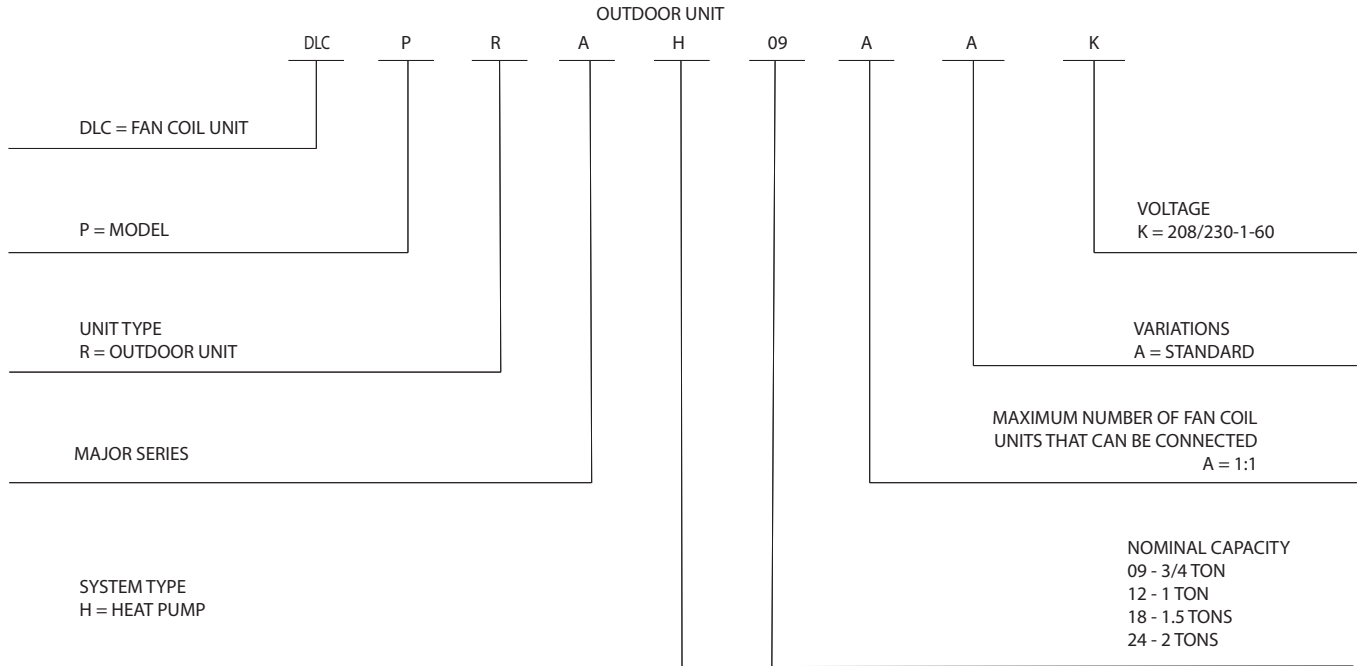 OUTDOOR UNIT
DLC P R A H 09 A A K
DLC = FAN COIL UNIT
P = MODEL
VOLTAGE
K = 208/230-1-60
UNIT TYPE
R = OUTDOOR UNIT
VARIATIONS
A = STANDARD
MAJOR SERIES
MAXIMUM NUMBER OF FAN COIL
UNITS THAT CAN BE CONNECTED
A = 1:1
SYSTEM TYPE
H = HEAT PUMP
NOMINAL CAPACITY
09 - 3/4 TON
12 - 1 TON
18 - 1.5 TONS
24 - 2 TONS